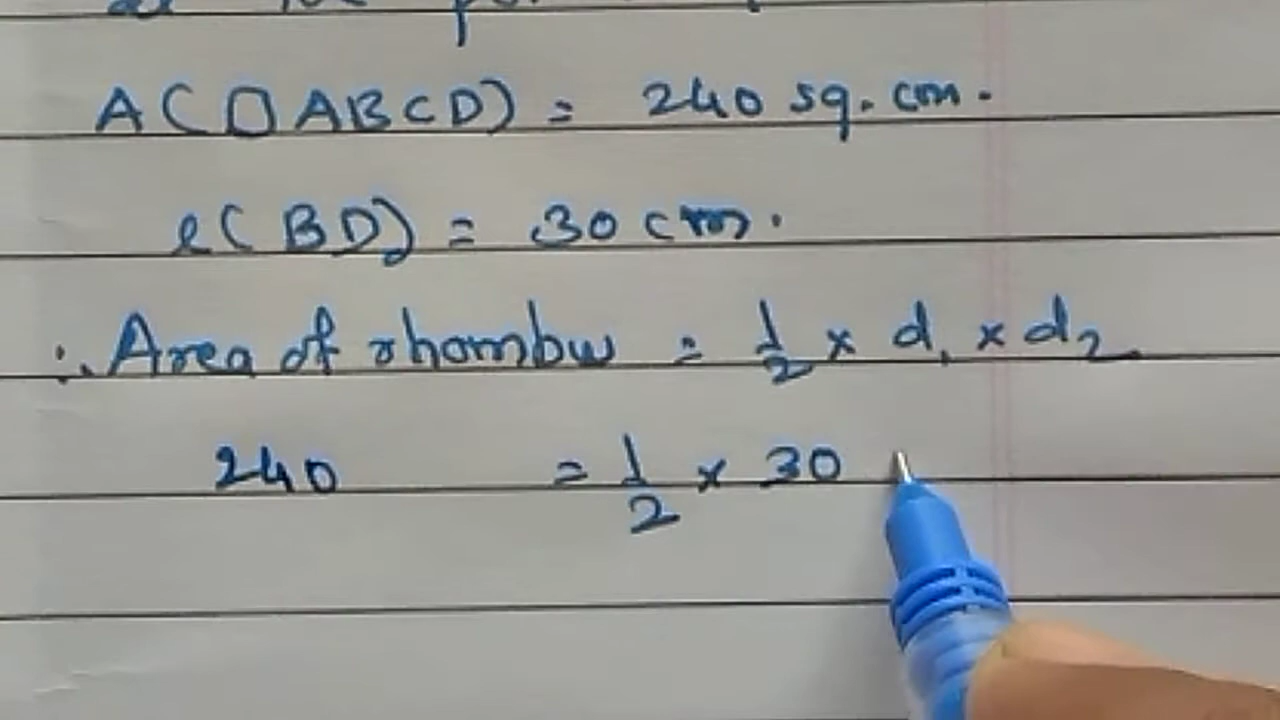 A(□ABCD) = 240 sq. cm.
l(BD) = 30 cm.
∴ Area of rhombus = 1/2 × d1 × d2
240 = 1/2 × 30